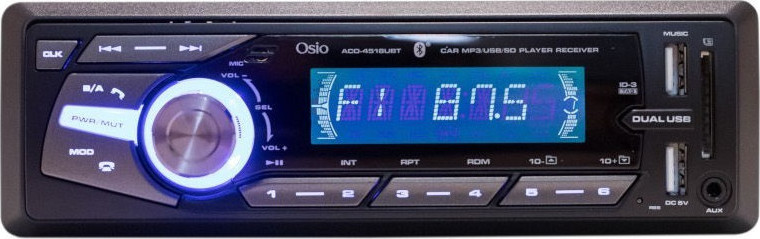 CLK
Osio ACO-4518UBT CAR MP3/USB/SD PLAYER RECEIVER
MUSIC
MIC
VOL -
B/A
SEL
PWR/MUT
VOL +
MOD
F1 87.5
ID-3
DUAL USB
INT RPT RDM 10- 10+
1 2 3 4 5 6
RES
DC 5V
AUX